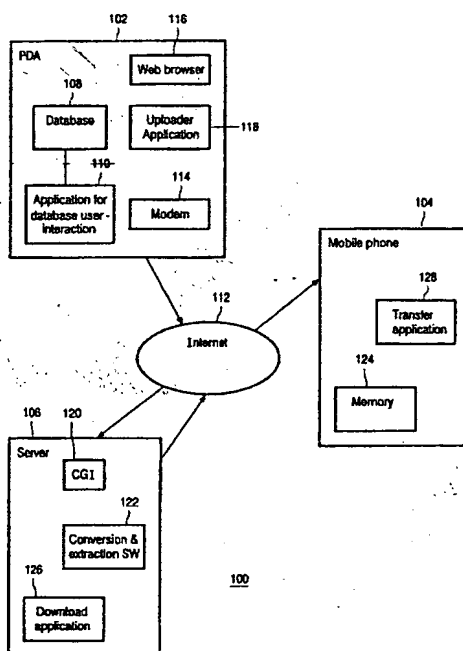 102
116
PDA
Web browser
108
Database
Uploader
Application
118
110
Application for
database user-
interaction
114
Modem
104
Mobile phone
128
Transfer
application
124
Memory
112
Internet
106
120
Server
CGI
122
Conversion &
extraction SW
126
Download
application
100